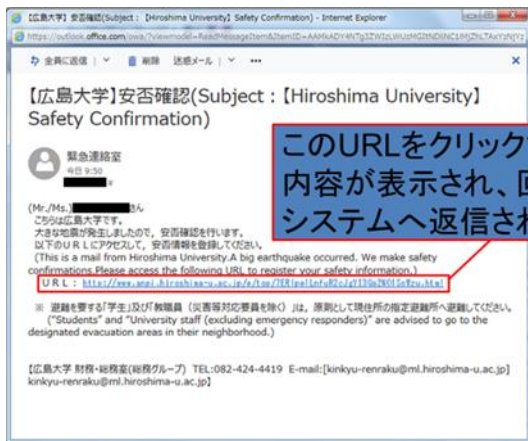 【広島大学】安否確認(Subject : 【Hiroshima University】 Safety Confirmation) - Internet Explorer
全員に返信 | 削除 迷惑メール | •••
【広島大学】安否確認(Subject : 【Hiroshima University】
Safety Confirmation)
緊急連絡室
今日 9:50
このURLをクリック
内容が表示され、回
システムへ返信され
(Mr./Ms.) さん
こちらは広島大学です。
大きな地震が発生しましたので、安否確認を行います。
以下のURLにアクセスして、安否情報を登録してください。
(This is a mail from Hiroshima University.A big earthquake occurred. We make safety
confirmations.Please access the following URL to register your safety information.)
URL :
※ 避難を要する「学生」及び「教職員（災害等対応要員を除く）」は、原則として現住所の指定避難所へ避難してください。
("Students" and "University staff (excluding emergency responders)" are advised to go to the
designated evacuation areas in their neighborhood.)
【広島大学 財務・総務室(総務グループ) TEL:082-424-4419 E-mail:[kinkyu-renraku@ml.hiroshima-u.ac.jp]
kinkyu-renraku@ml.hiroshima-u.ac.jp】